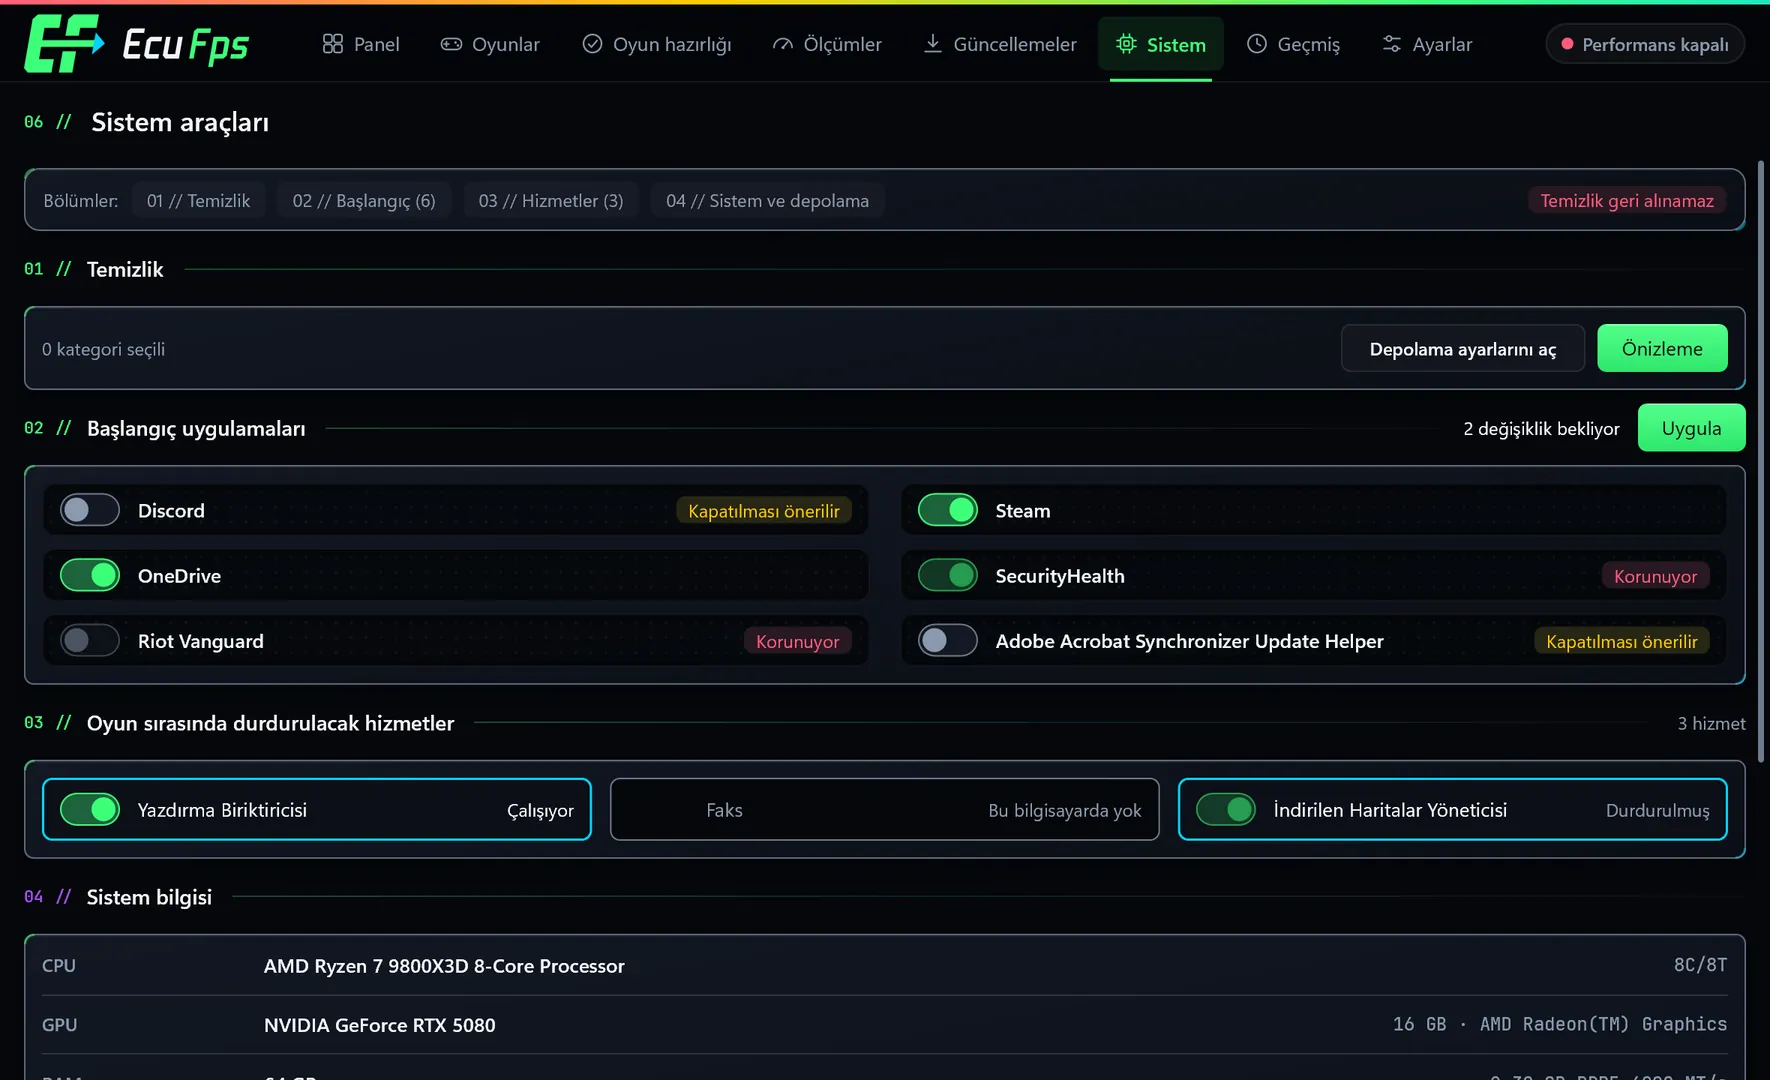 EcuFps
Panel
Oyunlar
Oyun hazırlığı
Ölçümler
Güncellemeler
Sistem
Geçmiş
Ayarlar
Performans kapalı
06 // Sistem araçları
Bölümler:
01 // Temizlik
02 // Başlangıç (6)
03 // Hizmetler (3)
04 // Sistem ve depolama
Temizlik geri alınamaz
01 // Temizlik
0 kategori seçili
Depolama ayarlarını aç
Önizleme
02 // Başlangıç uygulamaları
2 değişiklik bekliyor
Uygula
Discord
Kapatılması önerilir
Steam
OneDrive
SecurityHealth
Korunuyor
Riot Vanguard
Korunuyor
Adobe Acrobat Synchronizer Update Helper
Kapatılması önerilir
03 // Oyun sırasında durdurulacak hizmetler
3 hizmet
Yazdırma Biriktiricisi
Çalışıyor
Faks
Bu bilgisayarda yok
İndirilen Haritalar Yöneticisi
Durdurulmuş
04 // Sistem bilgisi
CPU
AMD Ryzen 7 9800X3D 8-Core Processor
8C/8T
GPU
NVIDIA GeForce RTX 5080
16 GB · AMD Radeon(TM) Graphics